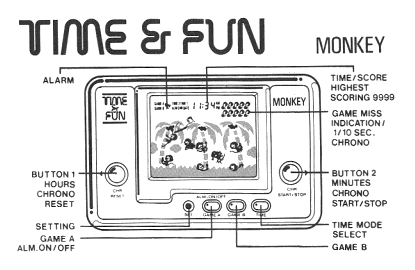 TIME & FUN MONKEY
ALARM
TIME/SCORE
HIGHEST
SCORING 9999
GAME MISS
INDICATION/
1/10 SEC.
CHRONO
TIME
&
FUN
11:34
MONKEY
BUTTON 1
HOURS
CHRONO
RESET
BUTTON 2
MINUTES
CHRONO
START/STOP
CHR
RESET
CHR
START/STOP
ALM.ON/OFF
SET
GAME A
GAME B
TIME
SETTING
GAME A
ALM.ON/OFF
TIME MODE
SELECT
GAME B